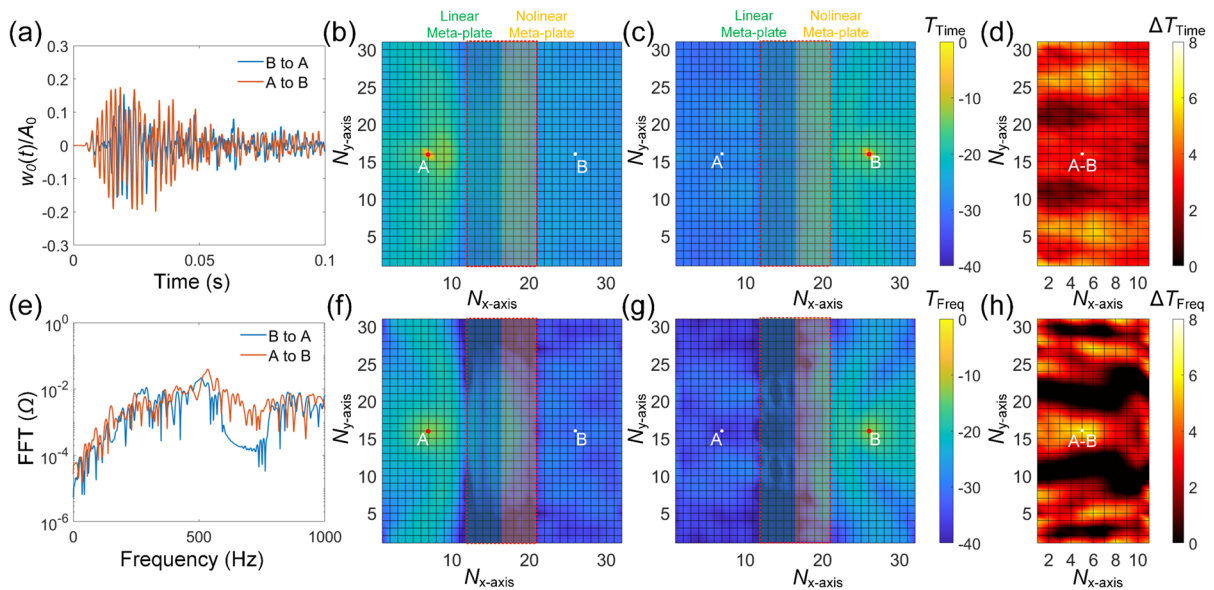 (a)
0.3
0.2
0.1
0
-0.1
-0.2
-0.3
w₀(t)/A₀
B to A
A to B
0
0.05
0.1
Time (s)
(b)
Linear
Meta-plate
Nolinear
Meta-plate
30
25
20
15
10
5
Ny-axis
A
B
10
20
30
Nx-axis
(c)
Linear
Meta-plate
Nolinear
Meta-plate
30
25
20
15
10
5
Ny-axis
A
B
10
20
30
Nx-axis
TTime
0
-10
-20
-30
-40
(d)
30
25
20
15
10
5
Ny-axis
A-B
2 4 6 8 10
Nx-axis
ΔTTime
8
6
4
2
0
(e)
10⁰
10⁻²
10⁻⁴
10⁻⁶
FFT (Ω)
B to A
A to B
0
500
1000
Frequency (Hz)
(f)
30
25
20
15
10
5
Ny-axis
A
B
10
20
30
Nx-axis
(g)
30
25
20
15
10
5
Ny-axis
A
B
10
20
30
Nx-axis
TFreq
0
-10
-20
-30
-40
(h)
30
25
20
15
10
5
Ny-axis
A-B
2 4 6 8 10
Nx-axis
ΔTFreq
8
6
4
2
0